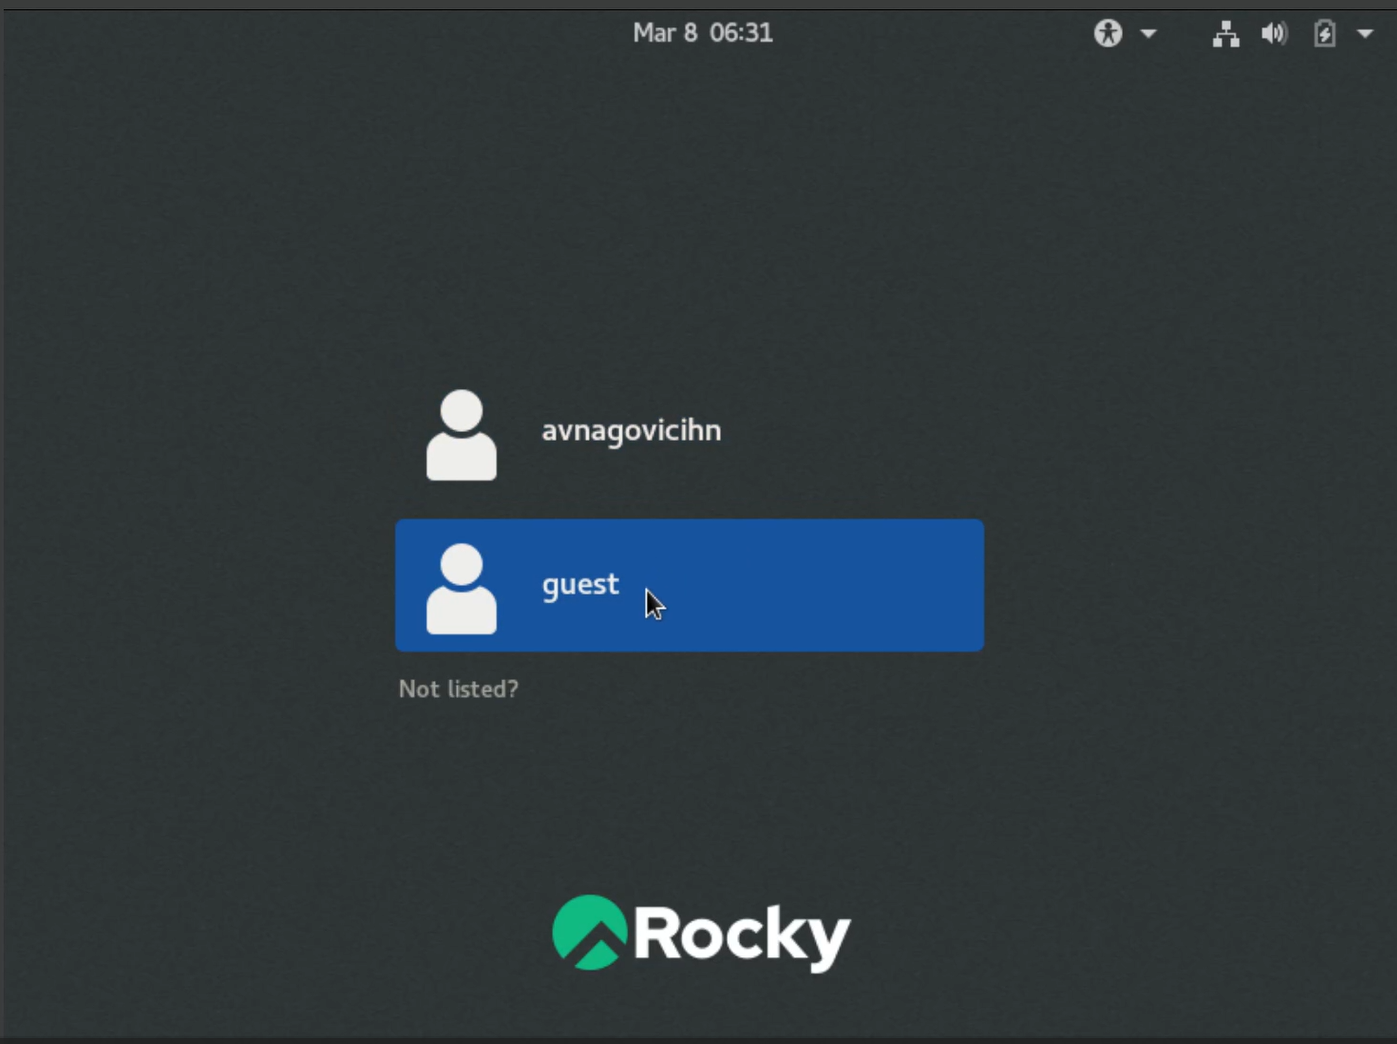 Mar 8 06:31
avnagovicihn
guest
Not listed?
Rocky